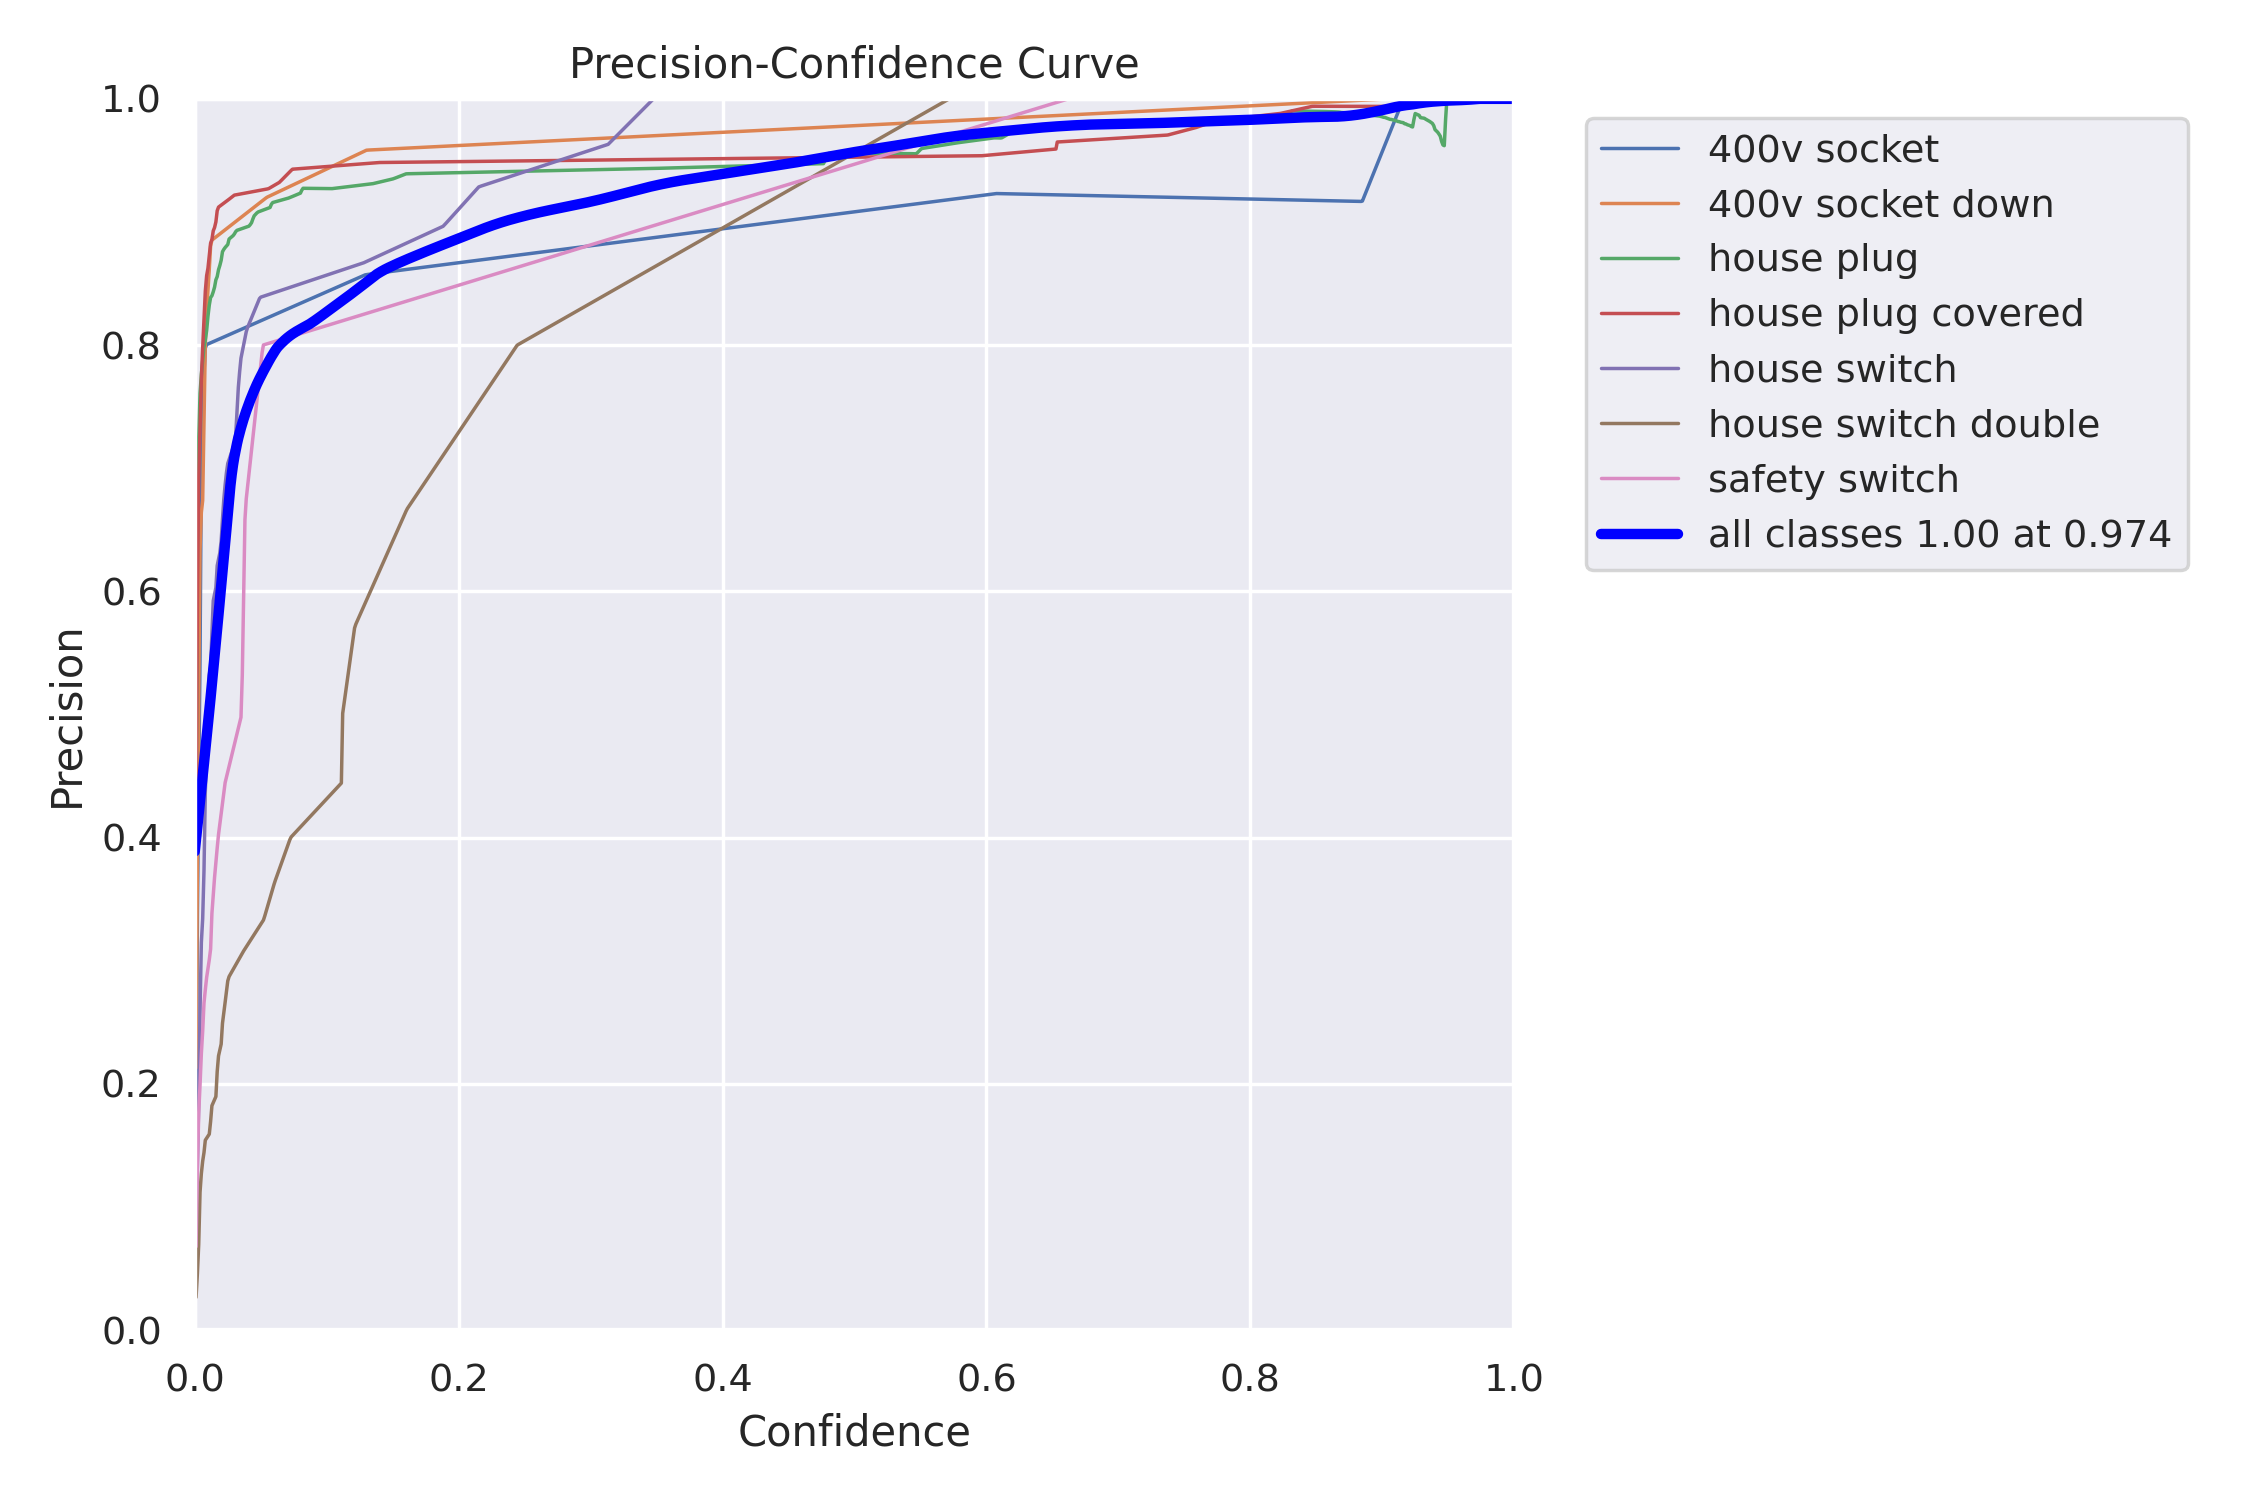 Precision-Confidence Curve
1.0
0.8
0.6
0.4
0.2
0.0
Precision
0.0 0.2 0.4 0.6 0.8 1.0
Confidence
400v socket
400v socket down
house plug
house plug covered
house switch
house switch double
safety switch
all classes 1.00 at 0.974